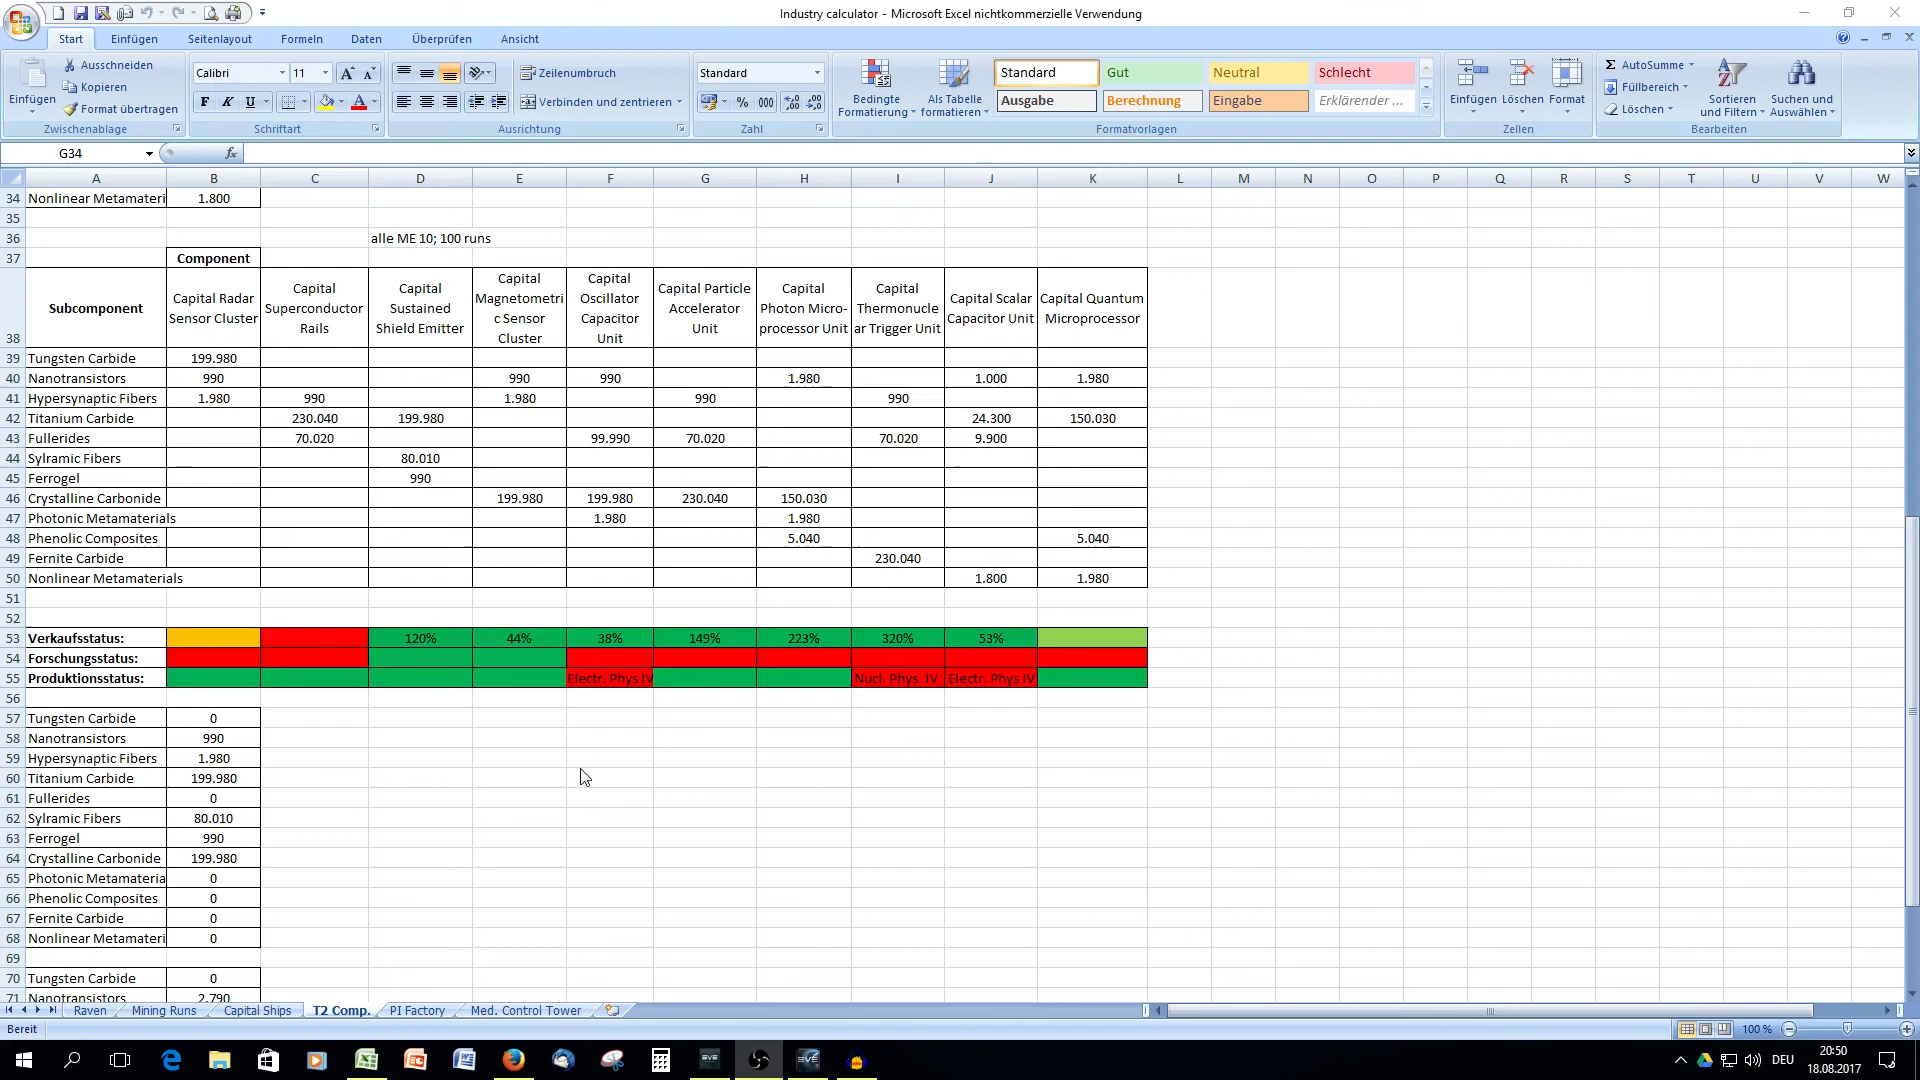 Industry calculator - Microsoft Excel nichtkommerzielle Verwendung
Start Einfügen Seitenlayout Formeln Daten Überprüfen Ansicht
Einfügen
Ausschneiden
Kopieren
Format übertragen
Zwischenablage
Calibri 11
F K U
Schriftart
Zeilenumbruch
Verbinden und zentrieren
Ausrichtung
Standard
% 000
Zahl
Bedingte Formatierung
Als Tabelle formatieren
Standard Gut Neutral Schlecht
Ausgabe Berechnung Eingabe Erklärender ...
Formatvorlagen
Einfügen Löschen Format
Zellen
Σ AutoSumme
Füllbereich
Löschen
Sortieren und Filtern
Suchen und Auswählen
Bearbeiten
G34 fx
A B C D E F G H I J K L M N O P Q R S T U V W
34 Nonlinear Metamateri 1.800
35
36 alle ME 10; 100 runs
37 Component
38 Subcomponent Capital Radar Sensor Cluster Capital Superconductor Rails Capital Sustained Shield Emitter Capital Magnetometri c Sensor Cluster Capital Oscillator Capacitor Unit Capital Particle Accelerator Unit Capital Photon Micro-processor Unit Capital Thermonucle ar Trigger Unit Capital Scalar Capacitor Unit Capital Quantum Microprocessor
39 Tungsten Carbide 199.980
40 Nanotransistors 990 990 990 1.980 1.000 1.980
41 Hypersynaptic Fibers 1.980 990 1.980 990 990
42 Titanium Carbide 230.040 199.980 24.300 150.030
43 Fullerides 70.020 99.990 70.020 70.020 9.900
44 Sylramic Fibers 80.010
45 Ferrogel 990
46 Crystalline Carbonide 199.980 199.980 230.040 150.030
47 Photonic Metamaterials 1.980 1.980
48 Phenolic Composites 5.040 5.040
49 Fernite Carbide 230.040
50 Nonlinear Metamaterials 1.800 1.980
51
52
53 Verkaufsstatus: 120% 44% 38% 149% 223% 320% 53%
54 Forschungsstatus:
55 Produktionsstatus: Electr. Phys IV Nucl. Phys. IV Electr. Phys IV
56
57 Tungsten Carbide 0
58 Nanotransistors 990
59 Hypersynaptic Fibers 1.980
60 Titanium Carbide 199.980
61 Fullerides 0
62 Sylramic Fibers 80.010
63 Ferrogel 990
64 Crystalline Carbonide 199.980
65 Photonic Metamateria 0
66 Phenolic Composites 0
67 Fernite Carbide 0
68 Nonlinear Metamateri 0
69
70 Tungsten Carbide 0
71 Nanotransistors 2.790
Raven Mining Runs Capital Ships T2 Comp. PI Factory Med. Control Tower
Bereit 100 %
DEU 20:50
18.08.2017